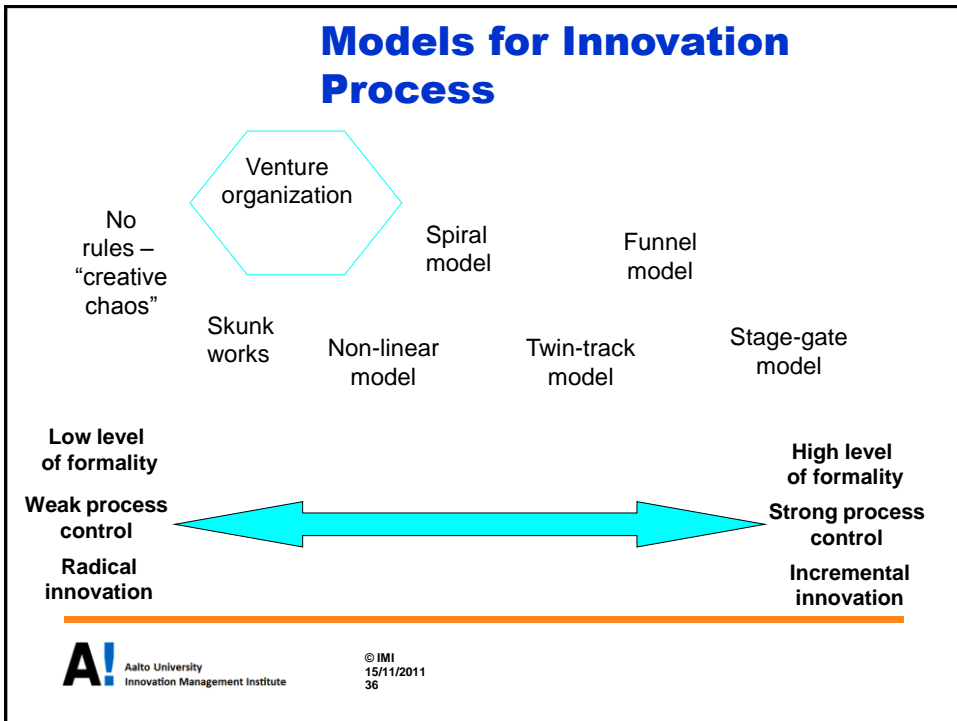 Models for Innovation
Process
Venture
organization
No
rules –
“creative
chaos”
Spiral
model
Funnel
model
Skunk
works
Non-linear
model
Twin-track
model
Stage-gate
model
Low level
of formality
High level
of formality
Weak process
control
Strong process
control
Radical
innovation
Incremental
innovation
A!
Aalto University
Innovation Management Institute
© IMI
15/11/2011
36